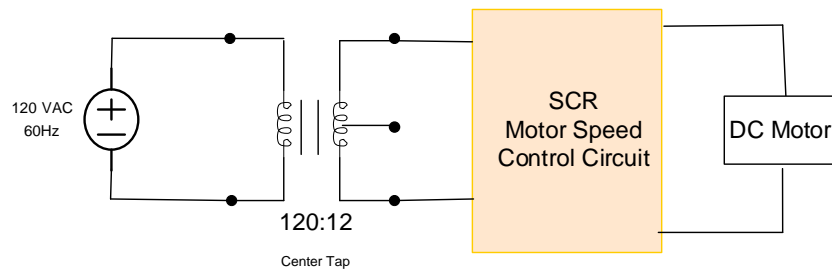 120 VAC
60Hz
120:12
Center Tap
SCR
Motor Speed
Control Circuit
DC Motor